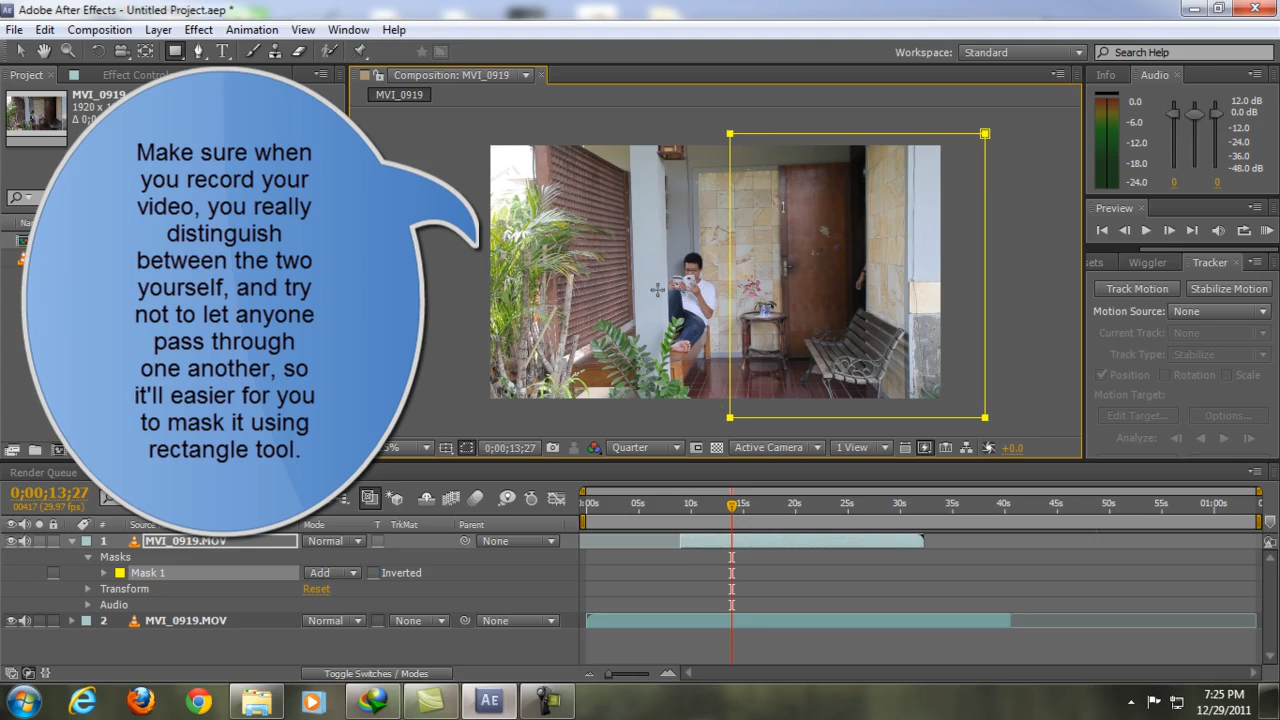 Adobe After Effects - Untitled Project.aep *
File Edit Composition Layer Effect Animation View Window Help
Workspace: Standard Search Help
Project Effect Contro Composition: MVI_0919 Info Audio
MVI_0919
MVI_0919
1920 x 1
Make sure when
you record your
video, you really
distinguish
between the two
yourself, and try
not to let anyone
pass through
one another, so
it'll easier for you
to mask it using
rectangle tool.
0.0
-6.0
-12.0
-18.0
-24.0
0 0
12.0 dB
0.0 dB
-12.0
-24.0
-36.0
-48.0 dB
Preview
sets Wiggler Tracker
Track Motion Stabilize Motion
Motion Source: None
Current Track: None
Track Type: Stabilize
Position Rotation Scale
Motion Target:
Edit Target... Options...
Analyze:
5% 0;00;13;27 Quarter Active Camera 1 View +0.0
Render Queue
0;00;13;27
00417 (29.97 fps)
:00s 05s 10s 15s 20s 25s 30s 35s 40s 45s 50s 55s 01:00s
# Source Mode T TrkMat Parent
1 MVI_0919.MOV Normal None
Masks
Mask 1 Add Inverted
Transform Reset
Audio
2 MVI_0919.MOV Normal None None
Toggle Switches / Modes
7:25 PM
12/29/2011